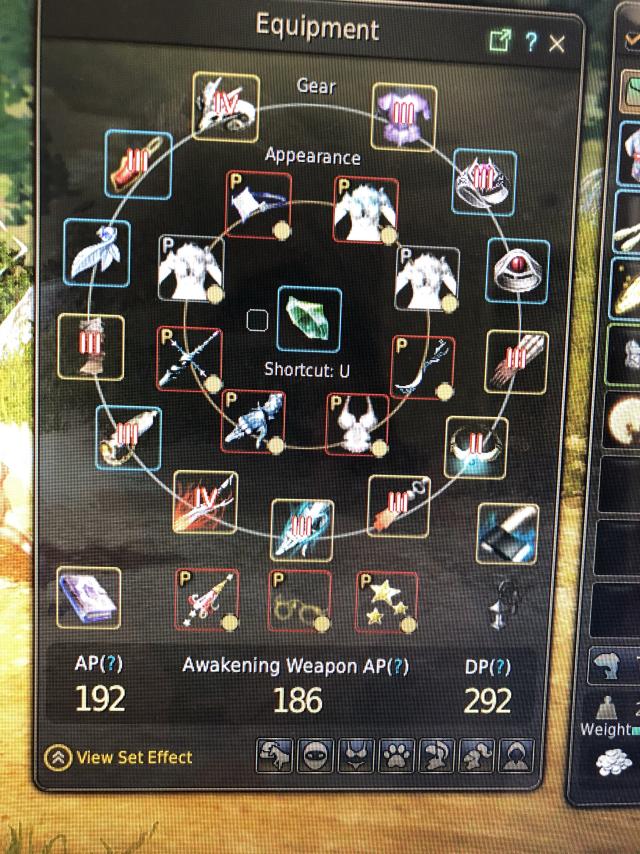 Equipment
? X
Gear
IV
III
III
Appearance
III
P
P
P
P
III
Shortcut: U
III
P
P
III
P
P
II
IV
III
III
P
P
P
AP(?)
Awakening Weapon AP(?)
DP(?)
192
186
292
View Set Effect
Weight